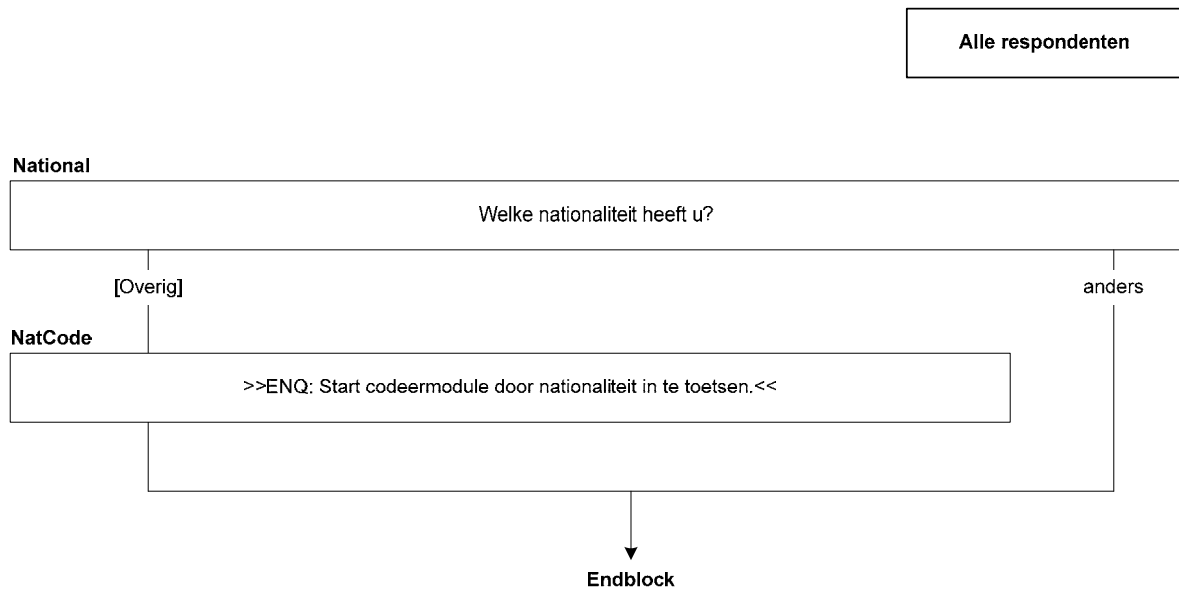 Alle respondenten
National
Welke nationaliteit heeft u?
[Overig]
anders
NatCode
>>ENQ: Start codeermodule door nationaliteit in te toetsen.<<
Endblock